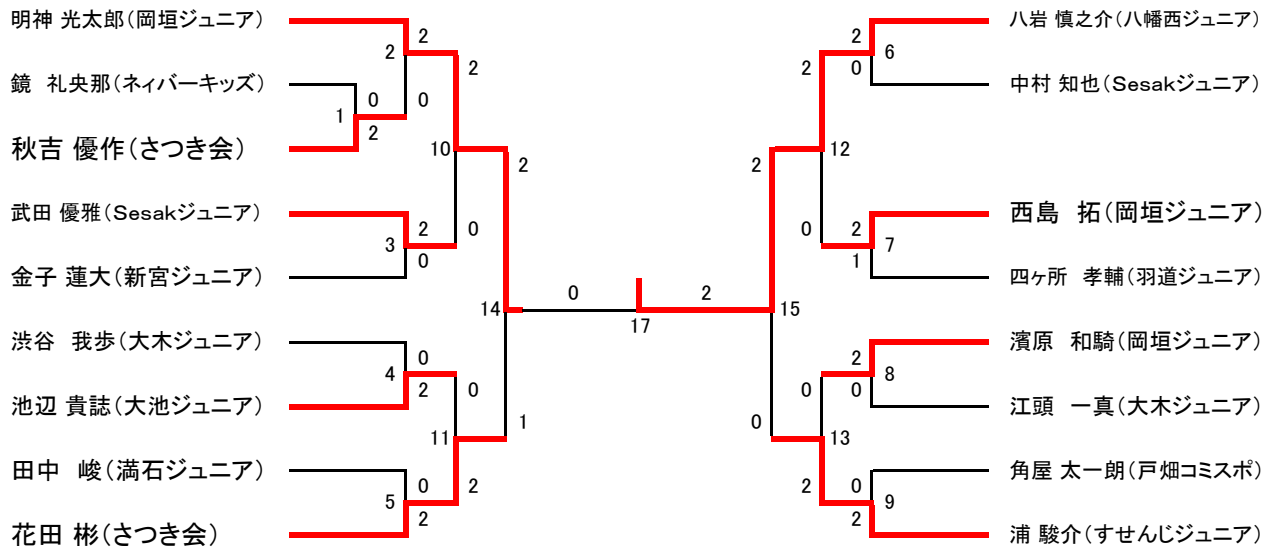 明神 光太郎(岡垣ジュニア)
鏡　礼央那(ネィバーキッズ)
秋吉 優作(さつき会)
武田 優雅(Sesakジュニア)
金子 蓮大(新宮ジュニア)
渋谷　我歩(大木ジュニア)
池辺 貴誌(大池ジュニア)
田中　峻(満石ジュニア)
花田 彬(さつき会)
2
2
2
1
0
0
2
10
2
3
2
0
0
14
4
0
2
0
1
11
5
0
2
2
0
2
17
2
2
6
0
12
2
0
2
7
1
15
2
8
0
0
0
13
2
0
9
2
八岩 慎之介(八幡西ジュニア)
中村 知也(Sesakジュニア)
西島　拓(岡垣ジュニア)
四ヶ所　孝輔(羽道ジュニア)
濱原　和騎(岡垣ジュニア)
江頭　一真(大木ジュニア)
角屋 太一朗(戸畑コミスポ)
浦 駿介(すせんじジュニア)